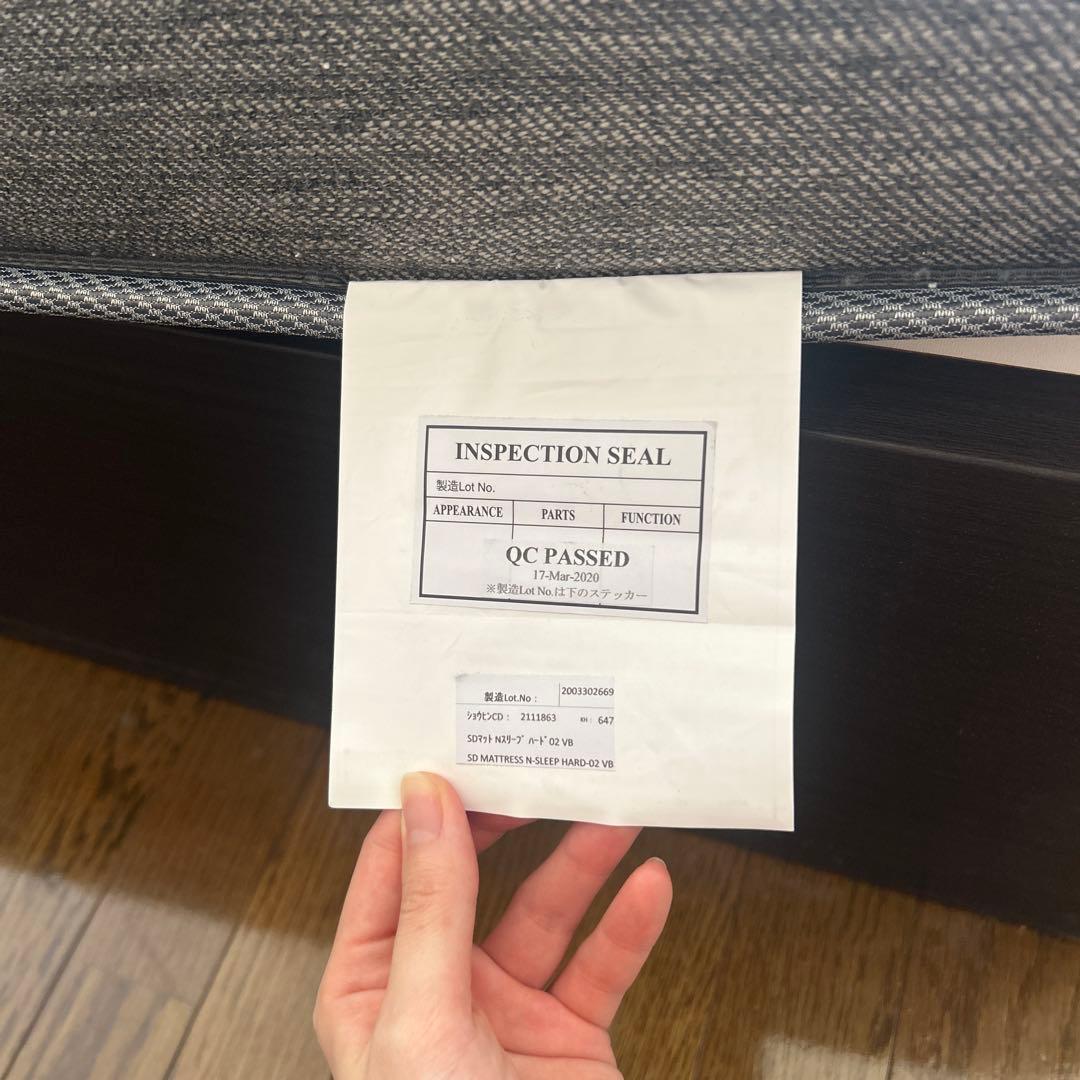 INSPECTION SEAL
製造Lot No.
APPEARANCE PARTS FUNCTION
QC PASSED
17-Mar-2020
※製造Lot No.は下のステッカー
製造Lot.No : 2003302669
ｼｮｳﾋﾝCD : 2111863 KH : 647
SDﾏｯﾄ Nｽﾘｰﾌﾟ ﾊｰﾄﾞ02 VB
SD MATTRESS N-SLEEP HARD-02 VB